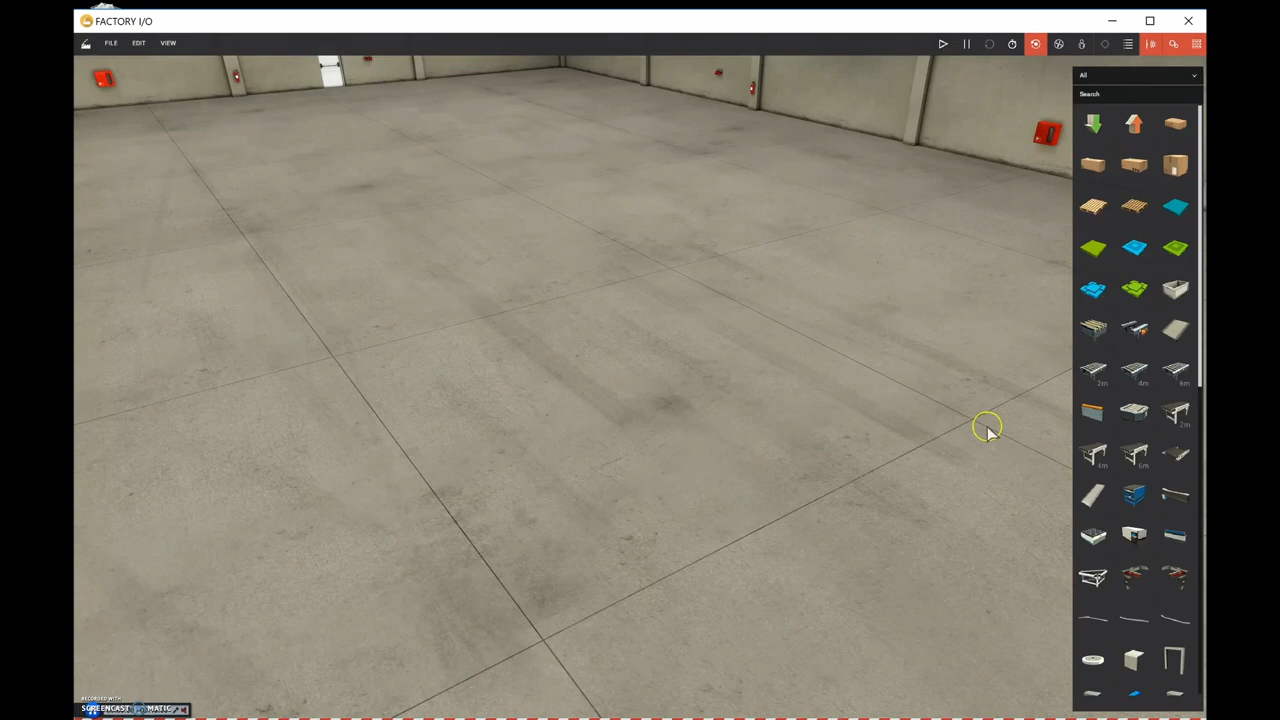 FACTORY I/O
FILE EDIT VIEW
All
Search
2m 4m 6m
2m
4m 6m
RECORDED WITH
SCREENCAST MATIC